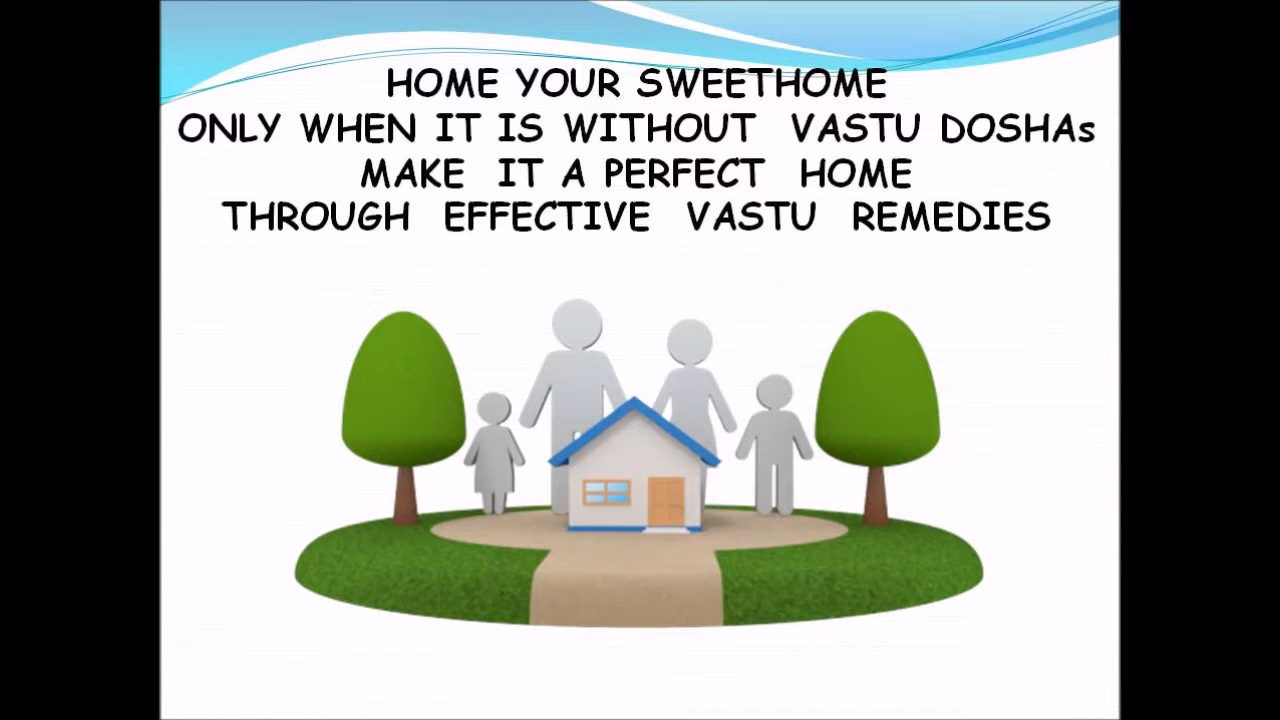 HOME YOUR SWEETHOME
ONLY WHEN IT IS WITHOUT VASTU DOSHAs
MAKE IT A PERFECT HOME
THROUGH EFFECTIVE VASTU REMEDIES